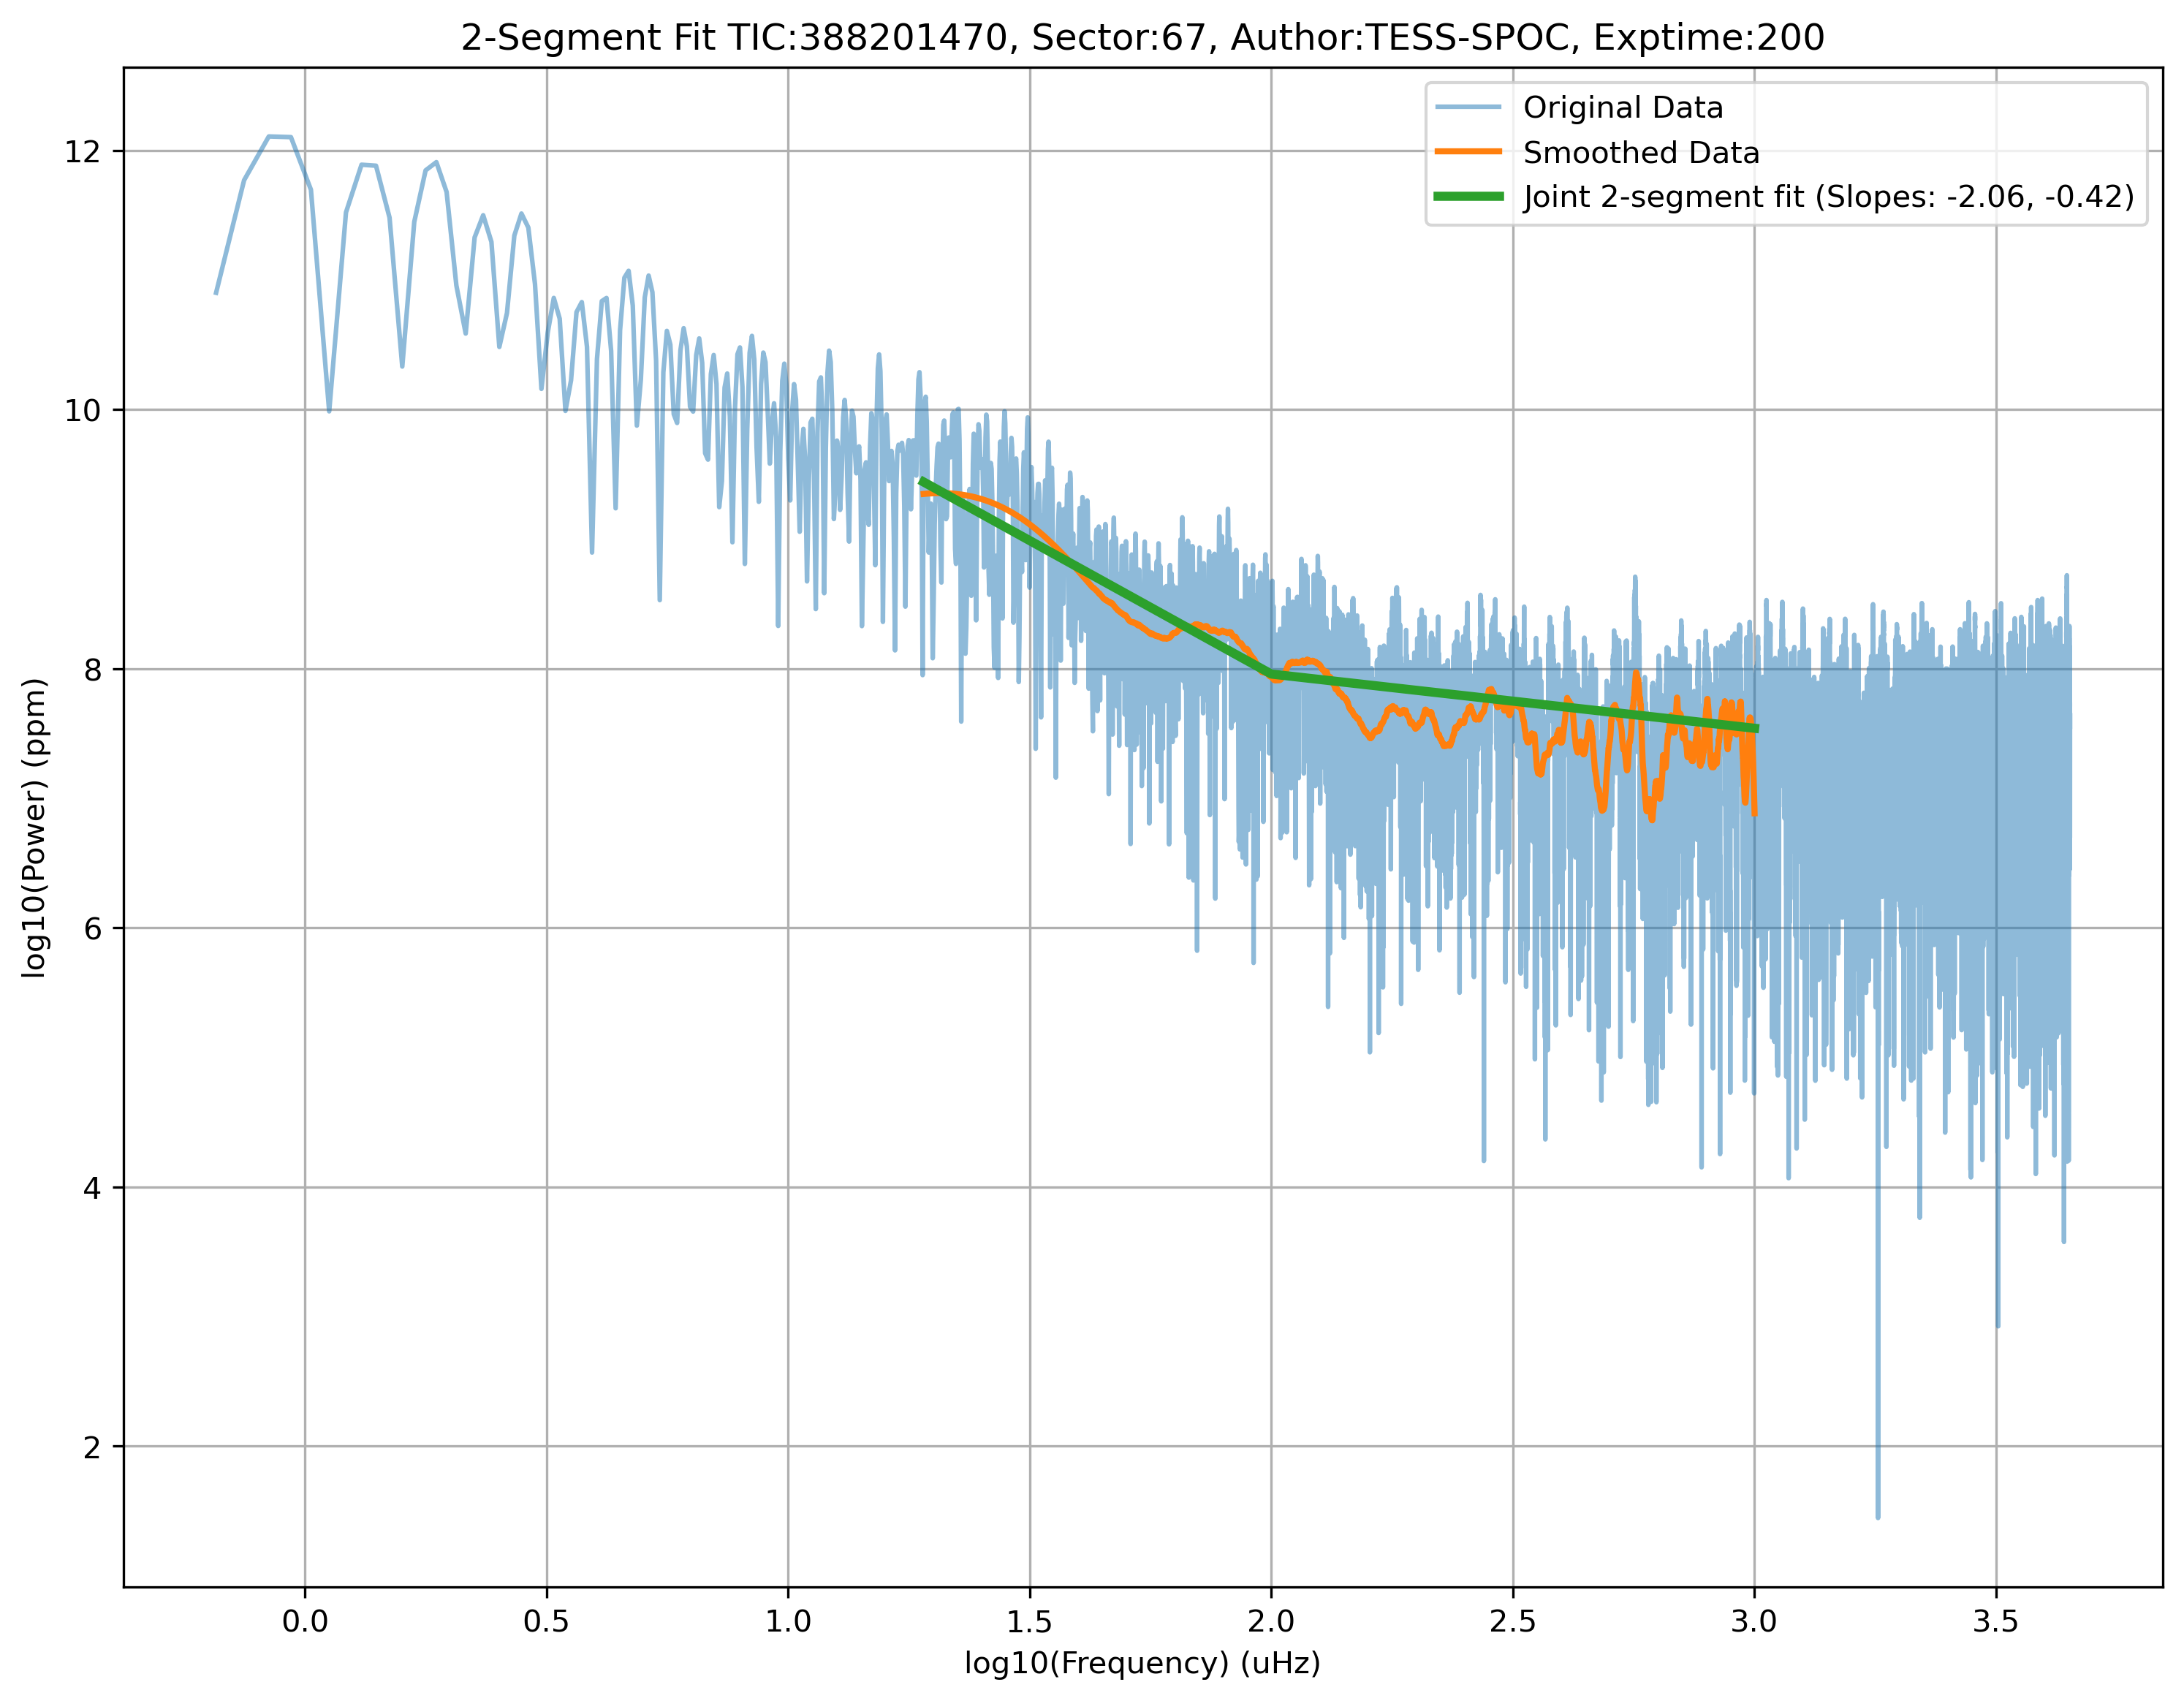 2-Segment Fit TIC:388201470, Sector:67, Author:TESS-SPOC, Exptime:200
Original Data
Smoothed Data
Joint 2-segment fit (Slopes: -2.06, -0.42)
log10(Power) (ppm)
12
10
8
6
4
2
0.0 0.5 1.0 1.5 2.0 2.5 3.0 3.5
log10(Frequency) (uHz)